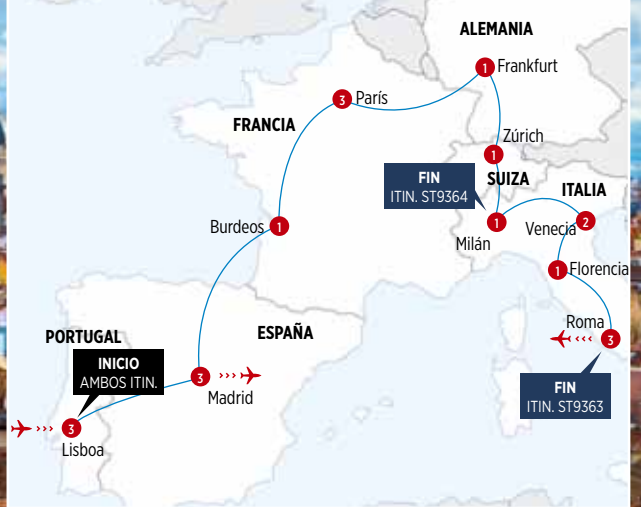 ALEMANIA
1
Frankfurt
3
París
FRANCIA
Zúrich
1
FIN
ITIN. ST9364
SUIZA
ITALIA
Burdeos
1
1
Milán
Venecia
2
1
Florencia
Roma
3
PORTUGAL
ESPAÑA
INICIO
AMBOS ITIN.
3
Madrid
FIN
ITIN. ST9363
3
Lisboa